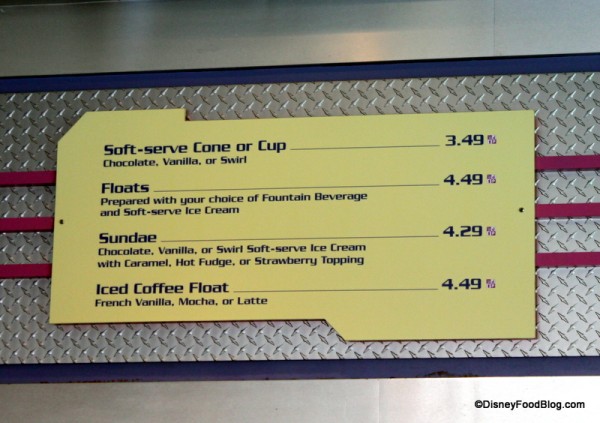 Soft-serve Cone or Cup 3.49
Chocolate, Vanilla, or Swirl
Floats 4.49
Prepared with your choice of Fountain Beverage
and Soft-serve Ice Cream
Sundae 4.29
Chocolate, Vanilla, or Swirl Soft-serve Ice Cream
with Caramel, Hot Fudge, or Strawberry Topping
Iced Coffee Float 4.49
French Vanilla, Mocha, or Latte
©DisneyFoodBlog.com